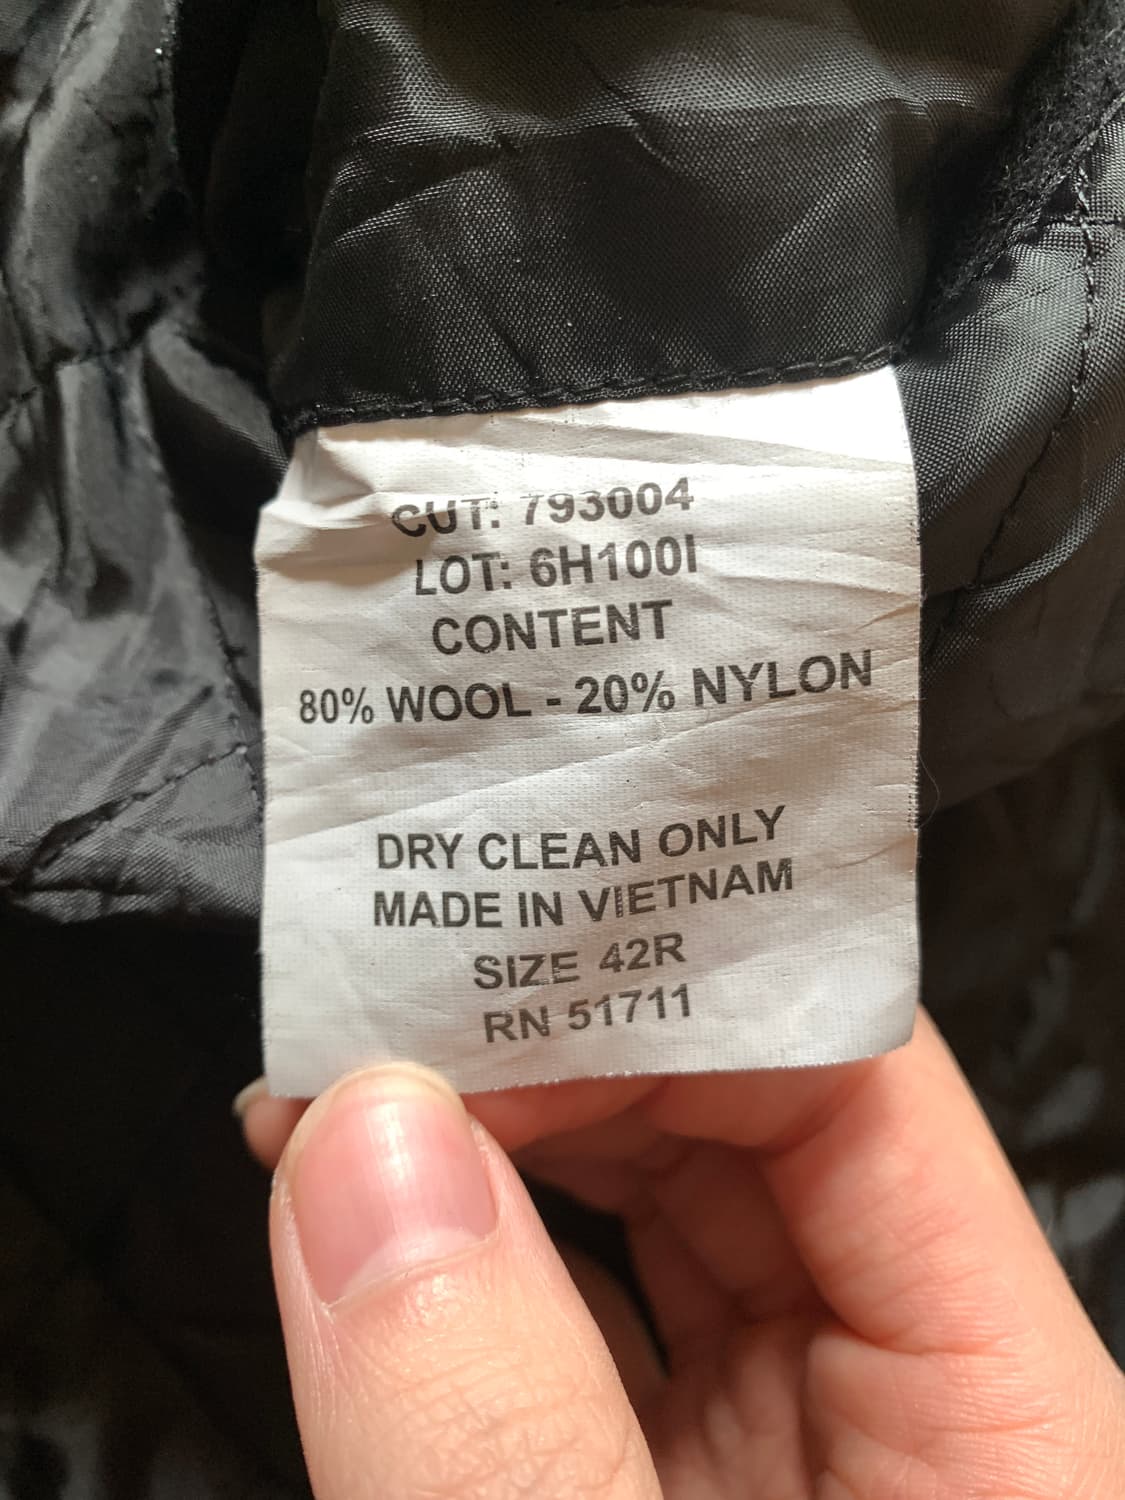 CUT: 793004
LOT: 6H100I
CONTENT
80% WOOL - 20% NYLON
DRY CLEAN ONLY
MADE IN VIETNAM
SIZE 42R
RN 51711